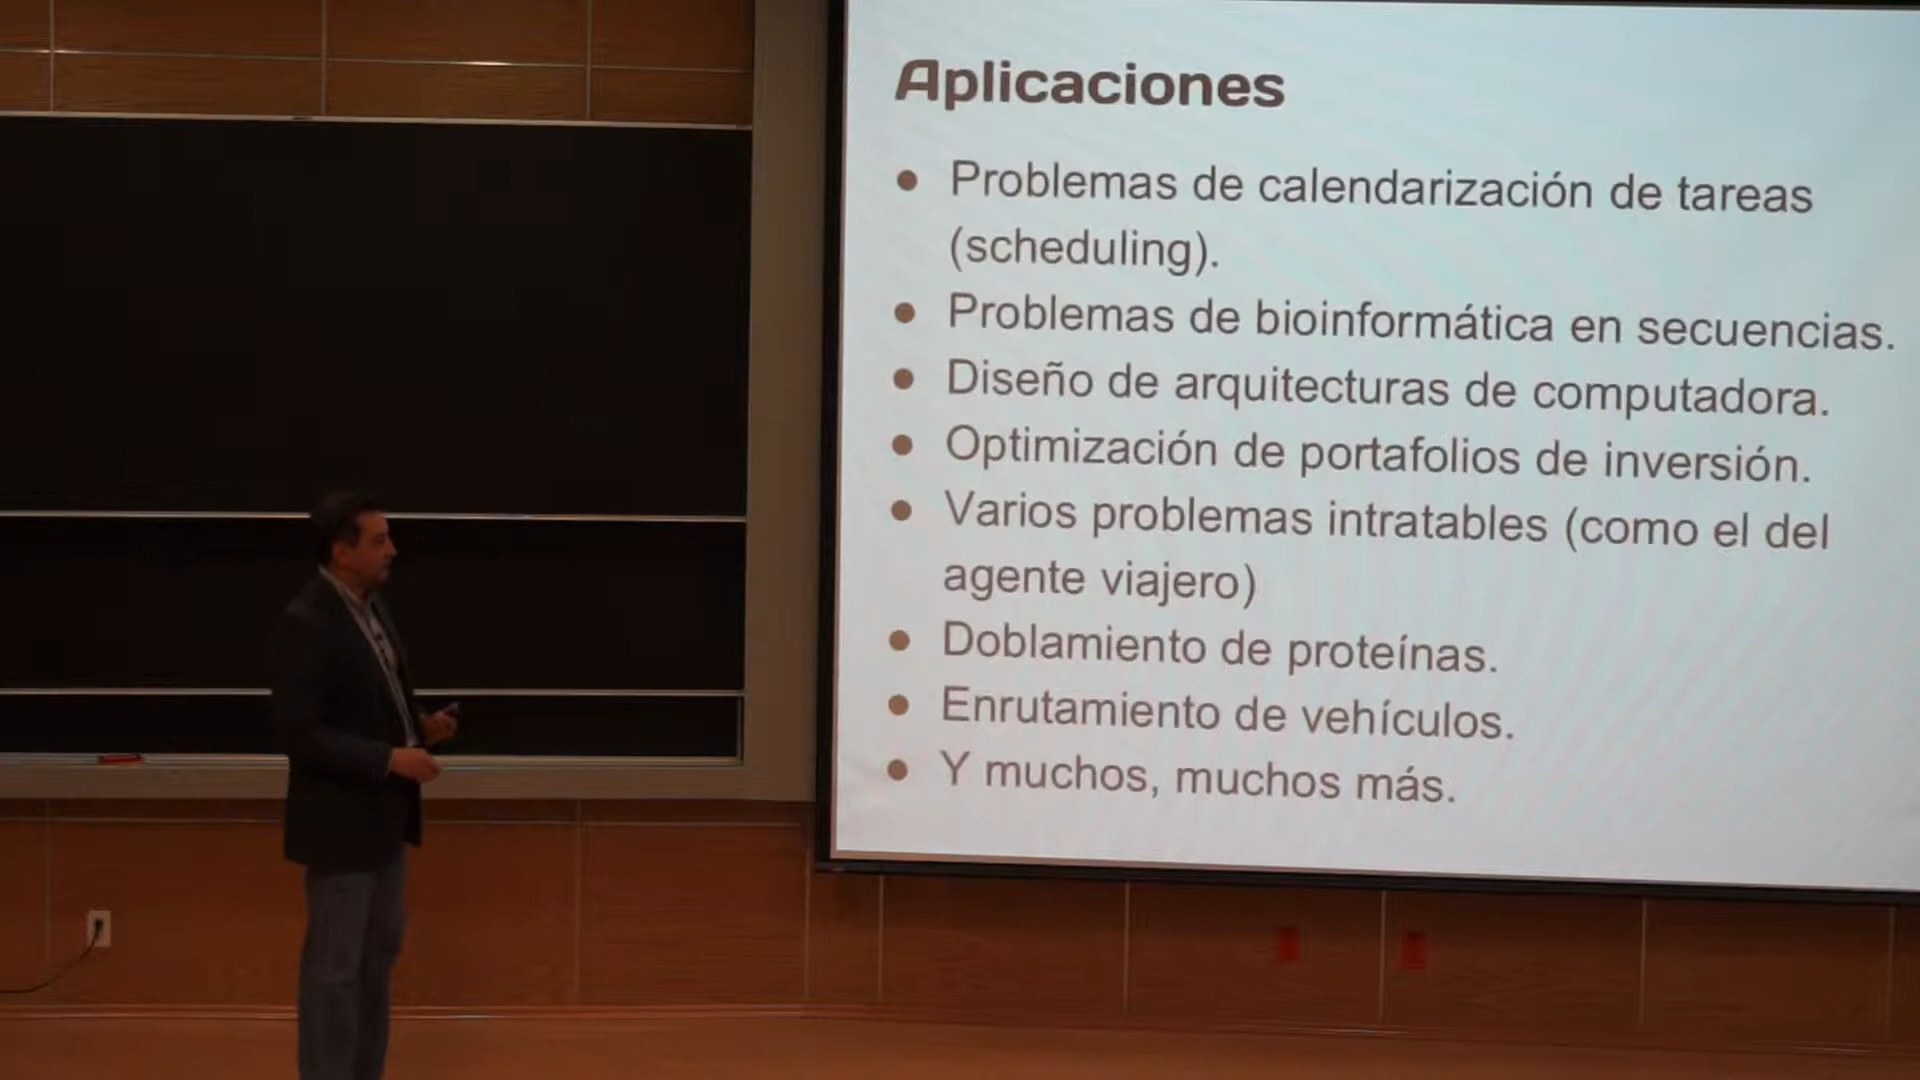 Aplicaciones
● Problemas de calendarización de tareas
(scheduling).
● Problemas de bioinformática en secuencias.
● Diseño de arquitecturas de computadora.
● Optimización de portafolios de inversión.
● Varios problemas intratables (como el del
agente viajero)
● Doblamiento de proteínas.
● Enrutamiento de vehículos.
● Y muchos, muchos más.